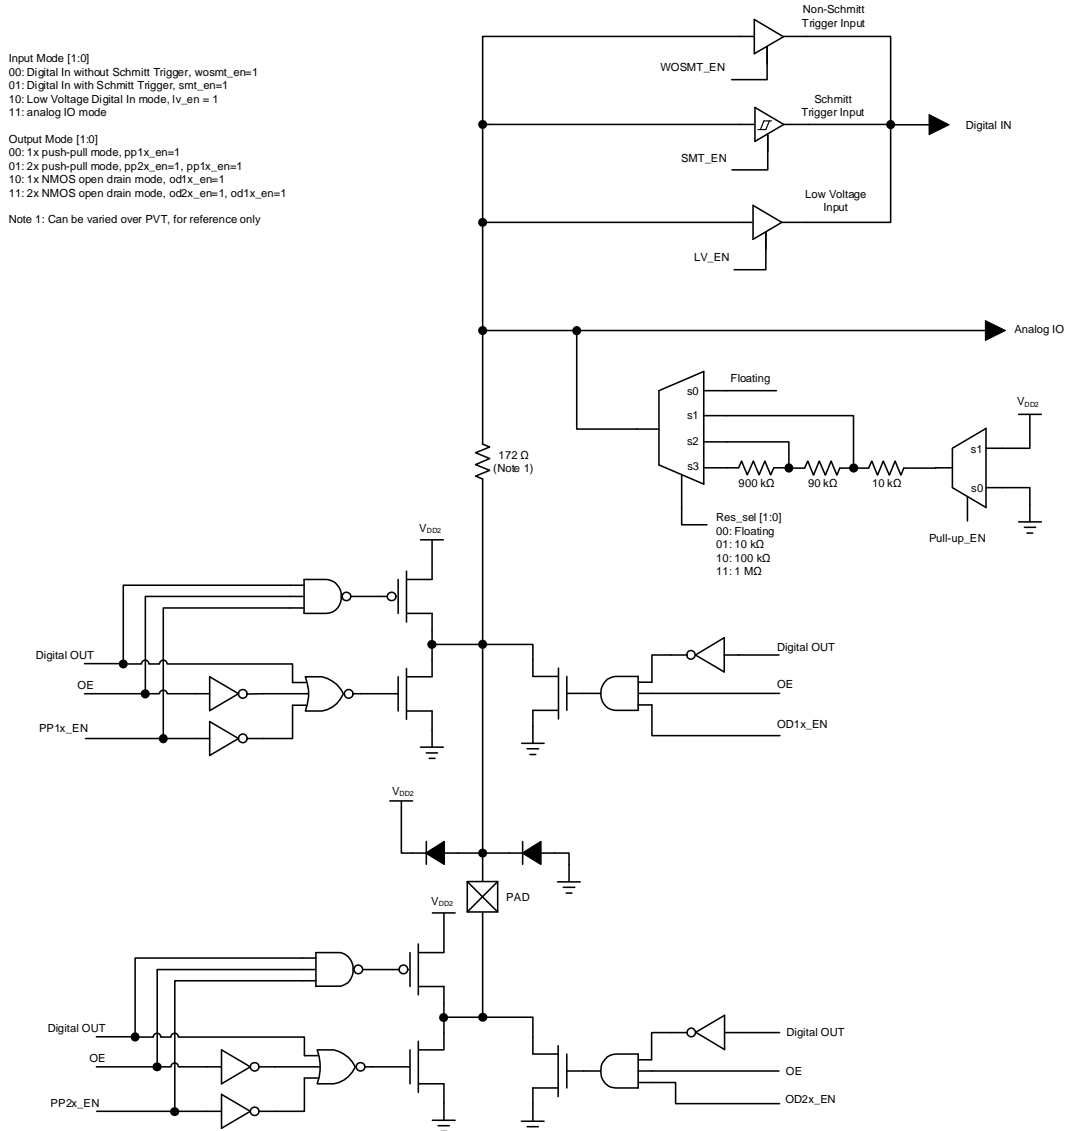 Input Mode [1:0]
00: Digital In without Schmitt Trigger, wosmt_en=1
01: Digital In with Schmitt Trigger, smt_en=1
10: Low Voltage Digital In mode, lv_en = 1
11: analog IO mode
Output Mode [1:0]
00: 1x push-pull mode, pp1x_en=1
01: 2x push-pull mode, pp2x_en=1, pp1x_en=1
10: 1x NMOS open drain mode, od1x_en=1
11: 2x NMOS open drain mode, od2x_en=1, od1x_en=1
Note 1: Can be varied over PVT, for reference only
Non-Schmitt
Trigger Input
WOSMT_EN
Schmitt
Trigger Input
Digital IN
SMT_EN
Low Voltage
Input
LV_EN
Analog IO
Floating
s0
s1
s2
s3
900 kΩ
90 kΩ
10 kΩ
VDD2
s1
s0
Pull-up_EN
172 Ω
(Note 1)
Res_sel [1:0]
00: Floating
01: 10 kΩ
10: 100 kΩ
11: 1 MΩ
VDD2
Digital OUT
OE
PP1x_EN
Digital OUT
OE
OD1x_EN
VDD2
PAD
VDD2
Digital OUT
OE
PP2x_EN
Digital OUT
OE
OD2x_EN